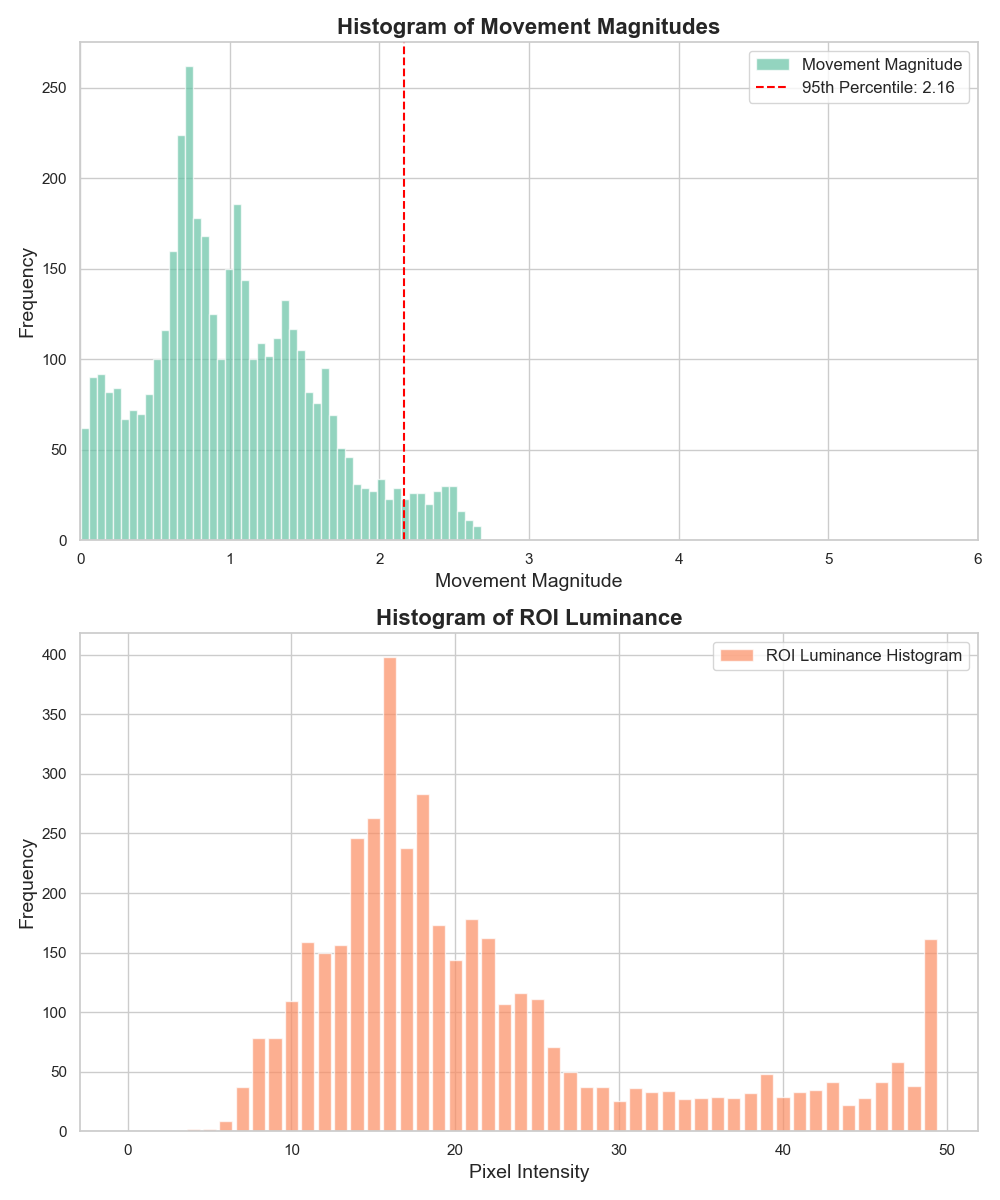 Histogram of Movement Magnitudes
Movement Magnitude
95th Percentile: 2.16
Frequency
250
200
150
100
50
0
0 1 2 3 4 5 6
Movement Magnitude
Histogram of ROI Luminance
ROI Luminance Histogram
Frequency
400
350
300
250
200
150
100
50
0
0 10 20 30 40 50
Pixel Intensity